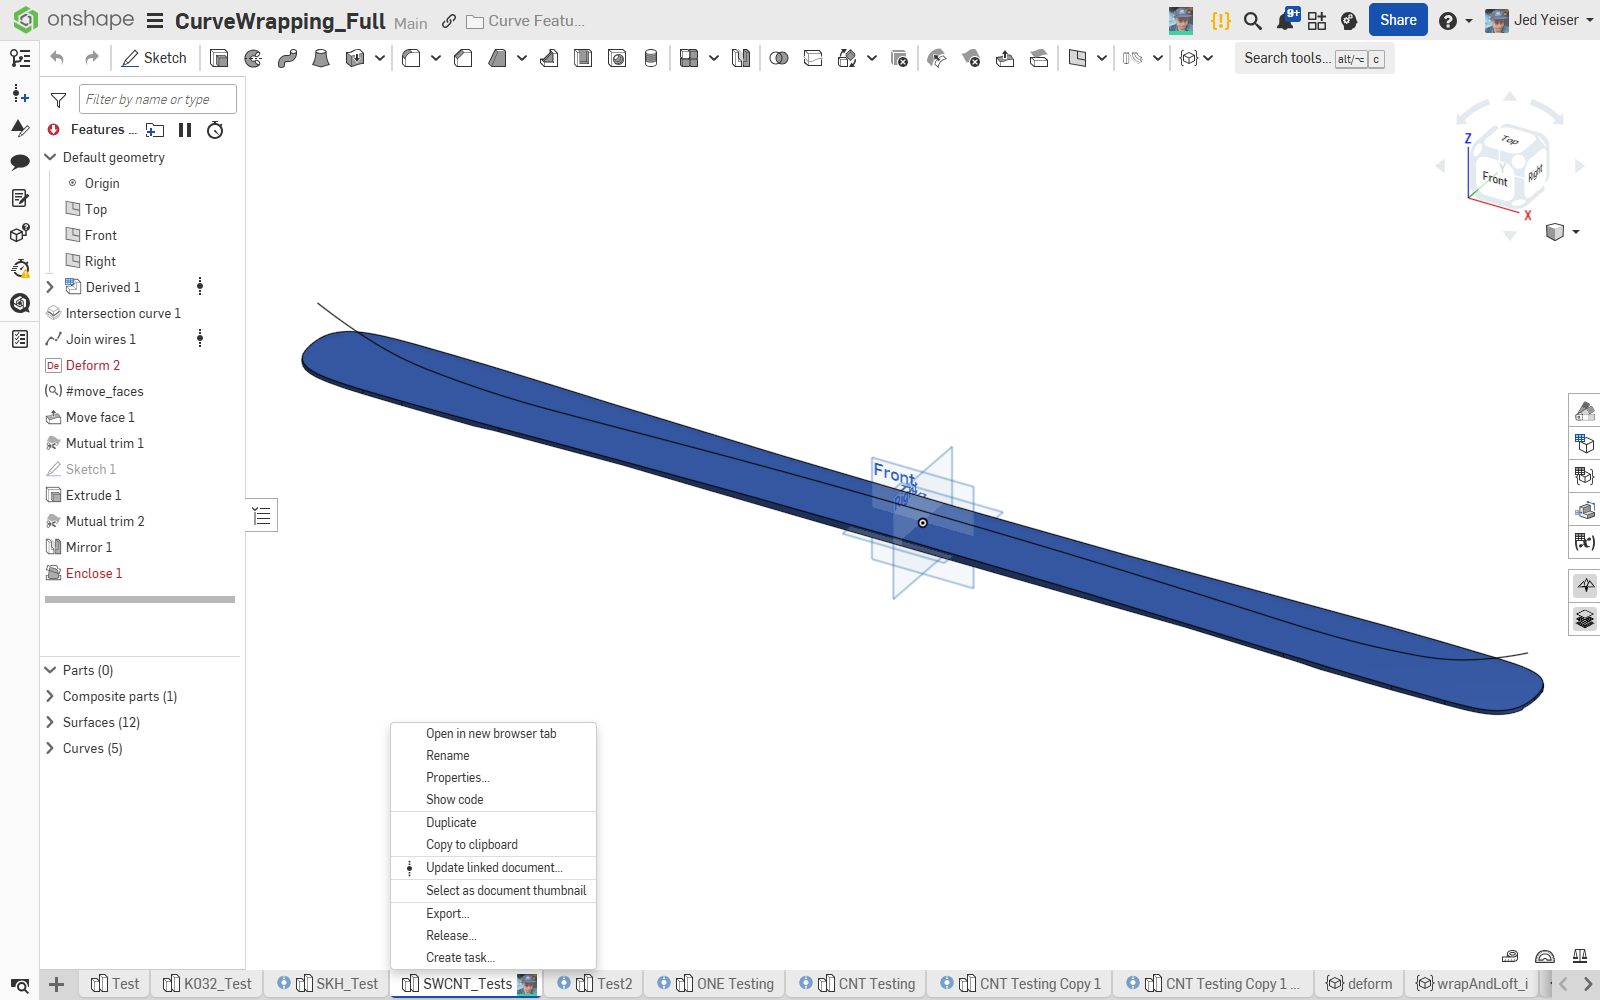 onshape
CurveWrapping_Full Main Curve Featu...
9+
Share
Jed Yeiser
Sketch
Search tools... alt/⌥ c
Filter by name or type
Features ...
Default geometry
Origin
Top
Front
Right
Derived 1
Intersection curve 1
Join wires 1
De Deform 2
#move_faces
Move face 1
Mutual trim 1
Sketch 1
Extrude 1
Mutual trim 2
Mirror 1
Enclose 1
Parts (0)
Composite parts (1)
Surfaces (12)
Curves (5)
Z
Top
Y
Front
Right
X
Front
Open in new browser tab
Rename
Properties...
Show code
Duplicate
Copy to clipboard
Update linked document...
Select as document thumbnail
Export...
Release...
Create task...
Test
K032_Test
SKH_Test
SWCNT_Tests
Test2
ONE Testing
CNT Testing
CNT Testing Copy 1
CNT Testing Copy 1 ...
deform
wrapAndLoft_i